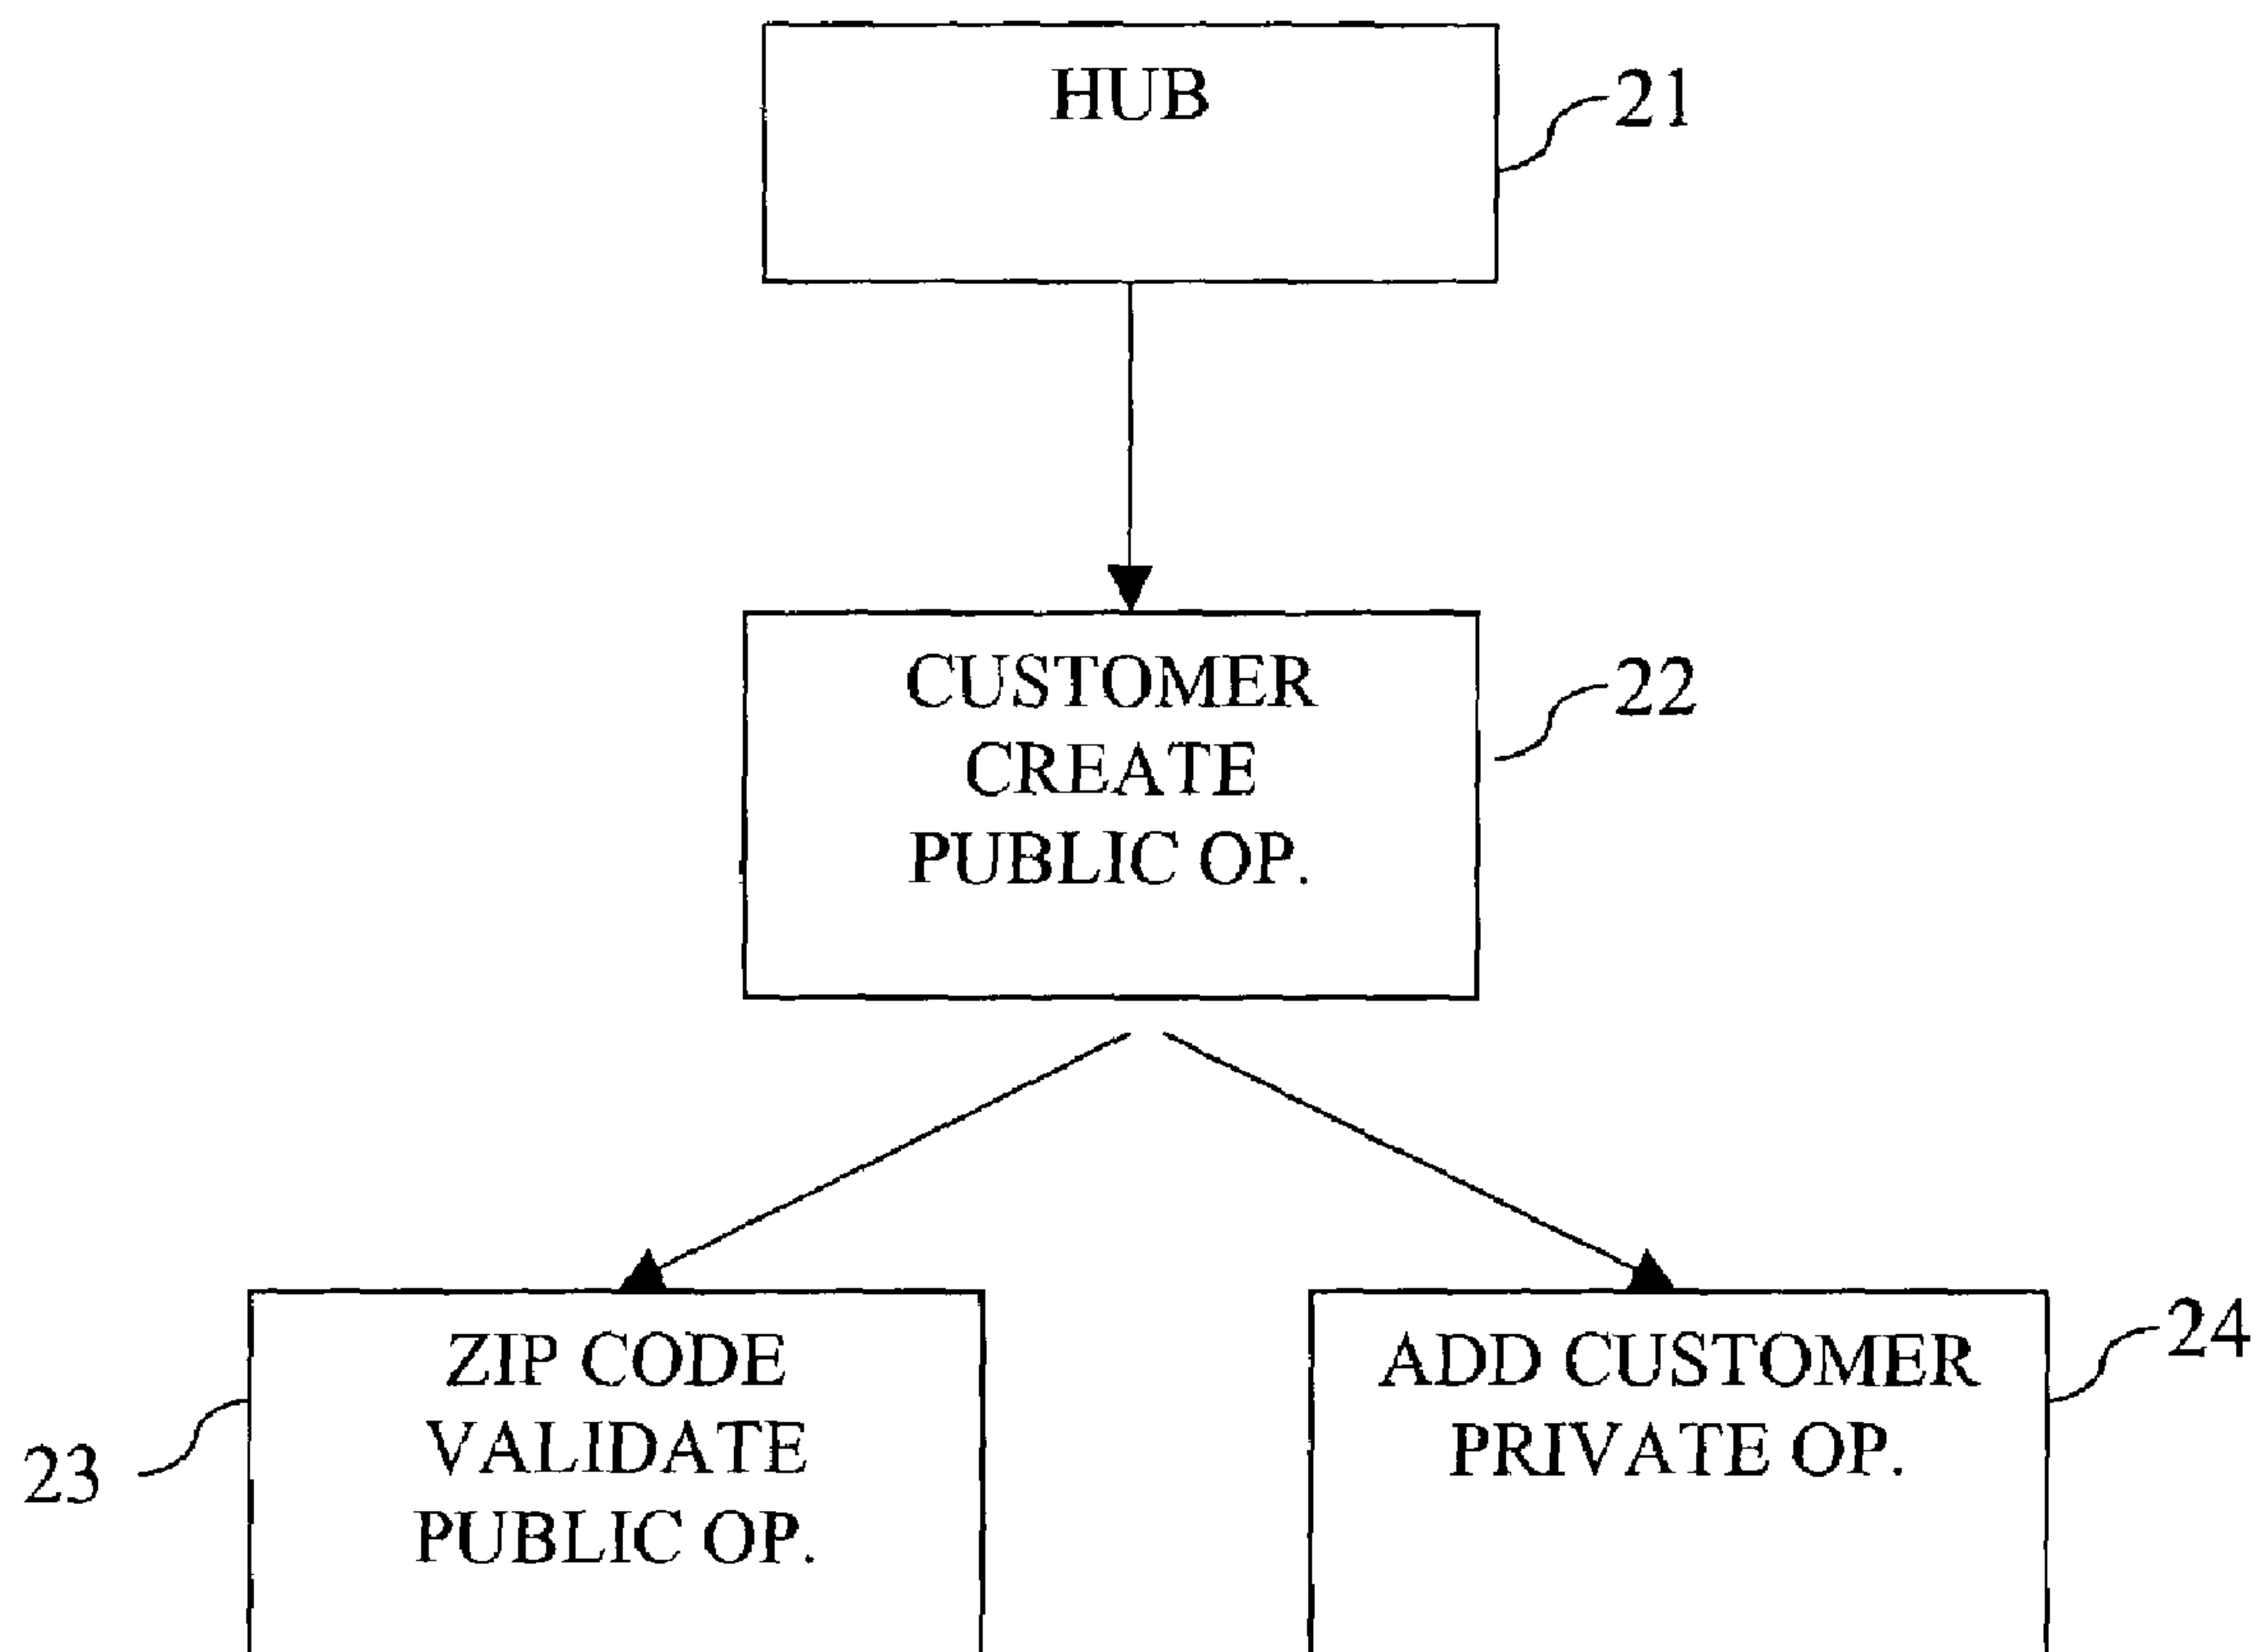 HUB
21
CUSTOMER
CREATE
PUBLIC OP.
22
ZIP CODE
VALIDATE
PUBLIC OP.
23
ADD CUSTOMER
PRIVATE OP.
24